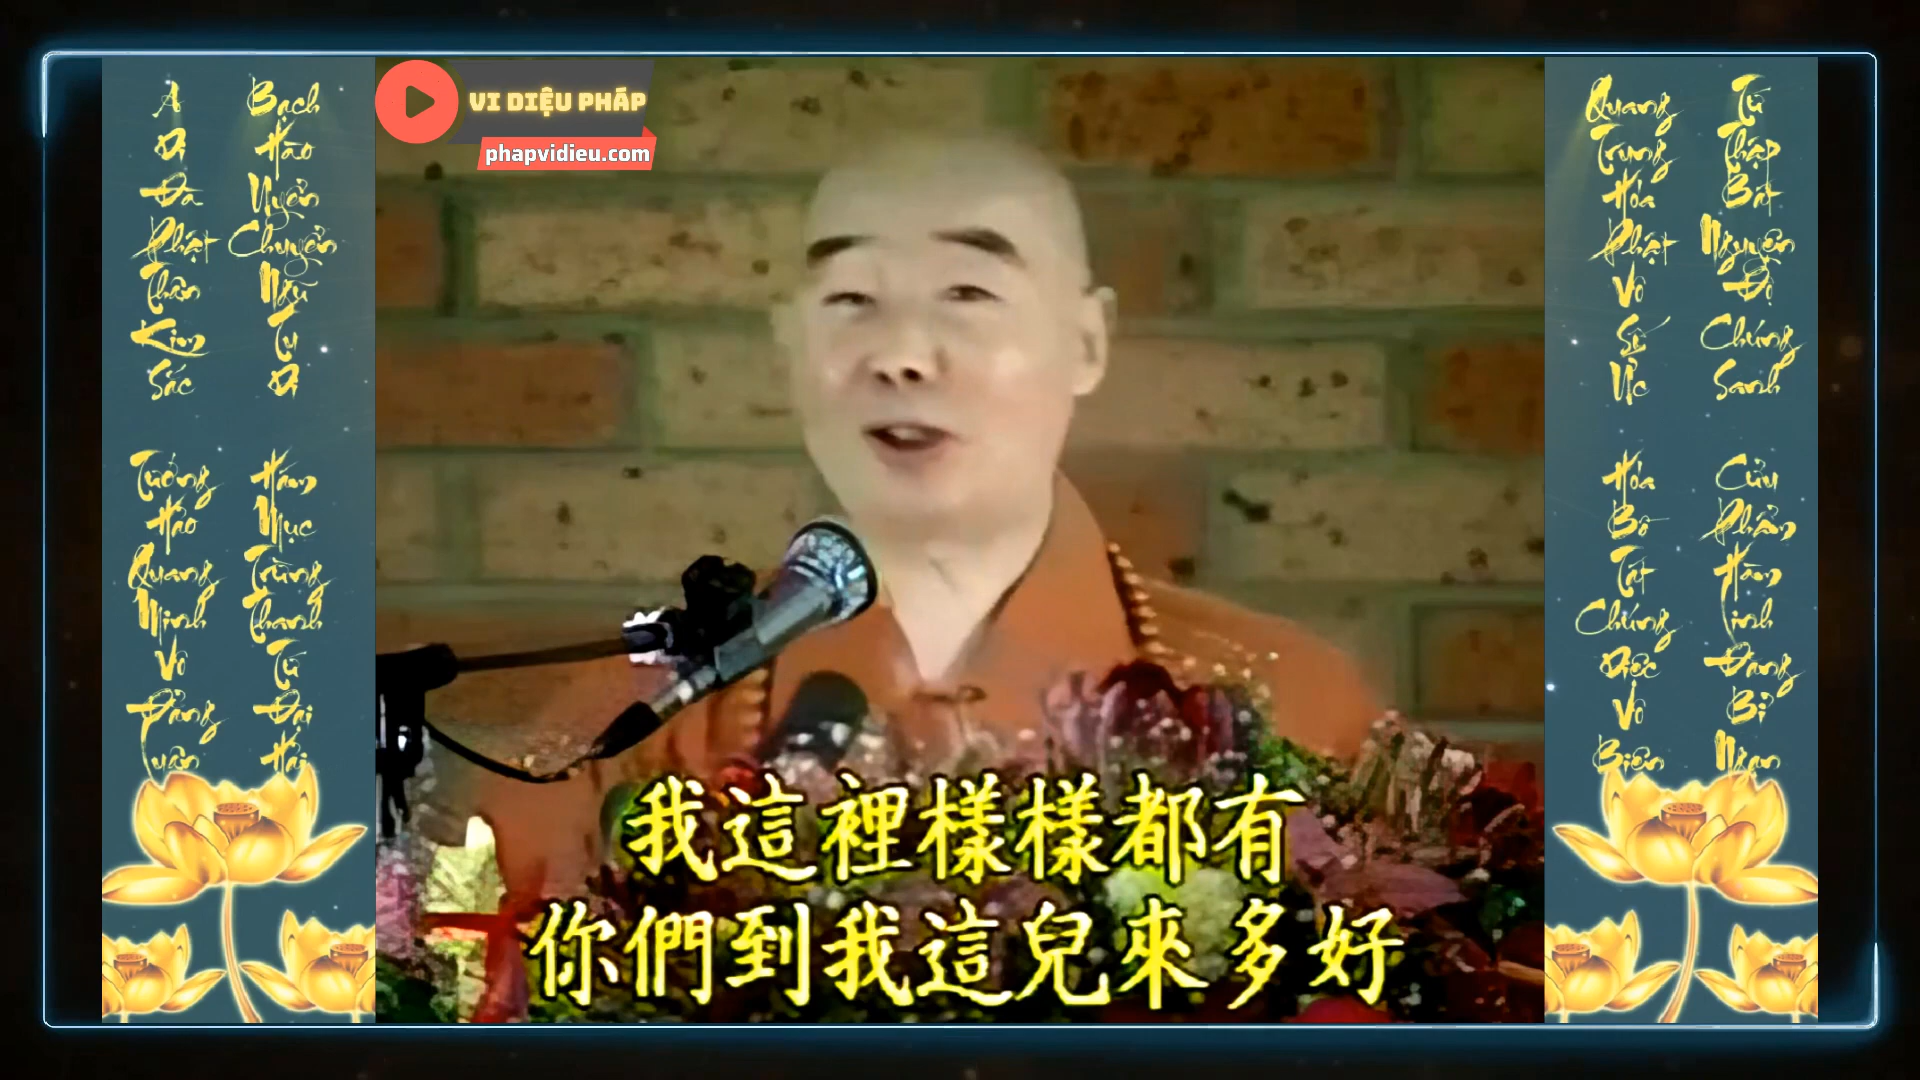 A Di Đà Phật Thân Kim Sắc
Tướng Hảo Quang Minh Vô Đẳng Luân
Bạch Hào Uyển Chuyển Ngũ Tu Di
Hám Mục Trừng Thanh Tứ Đại Hải
VI DIỆU PHÁP
phapvidieu.com
Quang Trung Hóa Phật Vô Số Ức
Hóa Bồ Tát Chúng Diệc Vô Biên
Tứ Thập Bát Nguyện Độ Chúng Sanh
Cửu Phẩm Hàm Linh Đăng Bỉ Ngạn
我這裡樣樣都有
你們到我這兒來多好